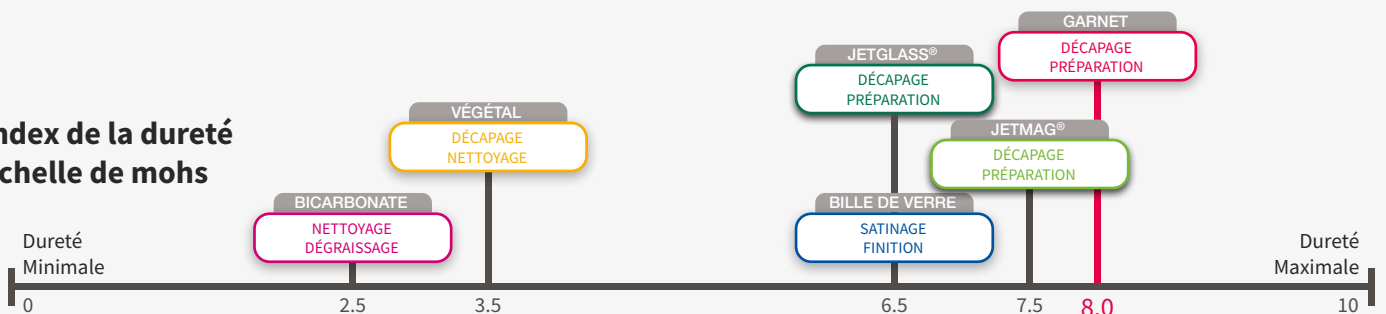 GARNET
DÉCAPAGE
PRÉPARATION
JETGLASS®
DÉCAPAGE
PRÉPARATION
VÉGÉTAL
DÉCAPAGE
NETTOYAGE
ndex de la dureté
chelle de mohs
JETMAG®
DÉCAPAGE
PRÉPARATION
BICARBONATE
NETTOYAGE
DÉGRAISSAGE
BILLE DE VERRE
SATINAGE
FINITION
Dureté
Minimale
Dureté
Maximale
0 2.5 3.5 6.5 7.5 8.0 10